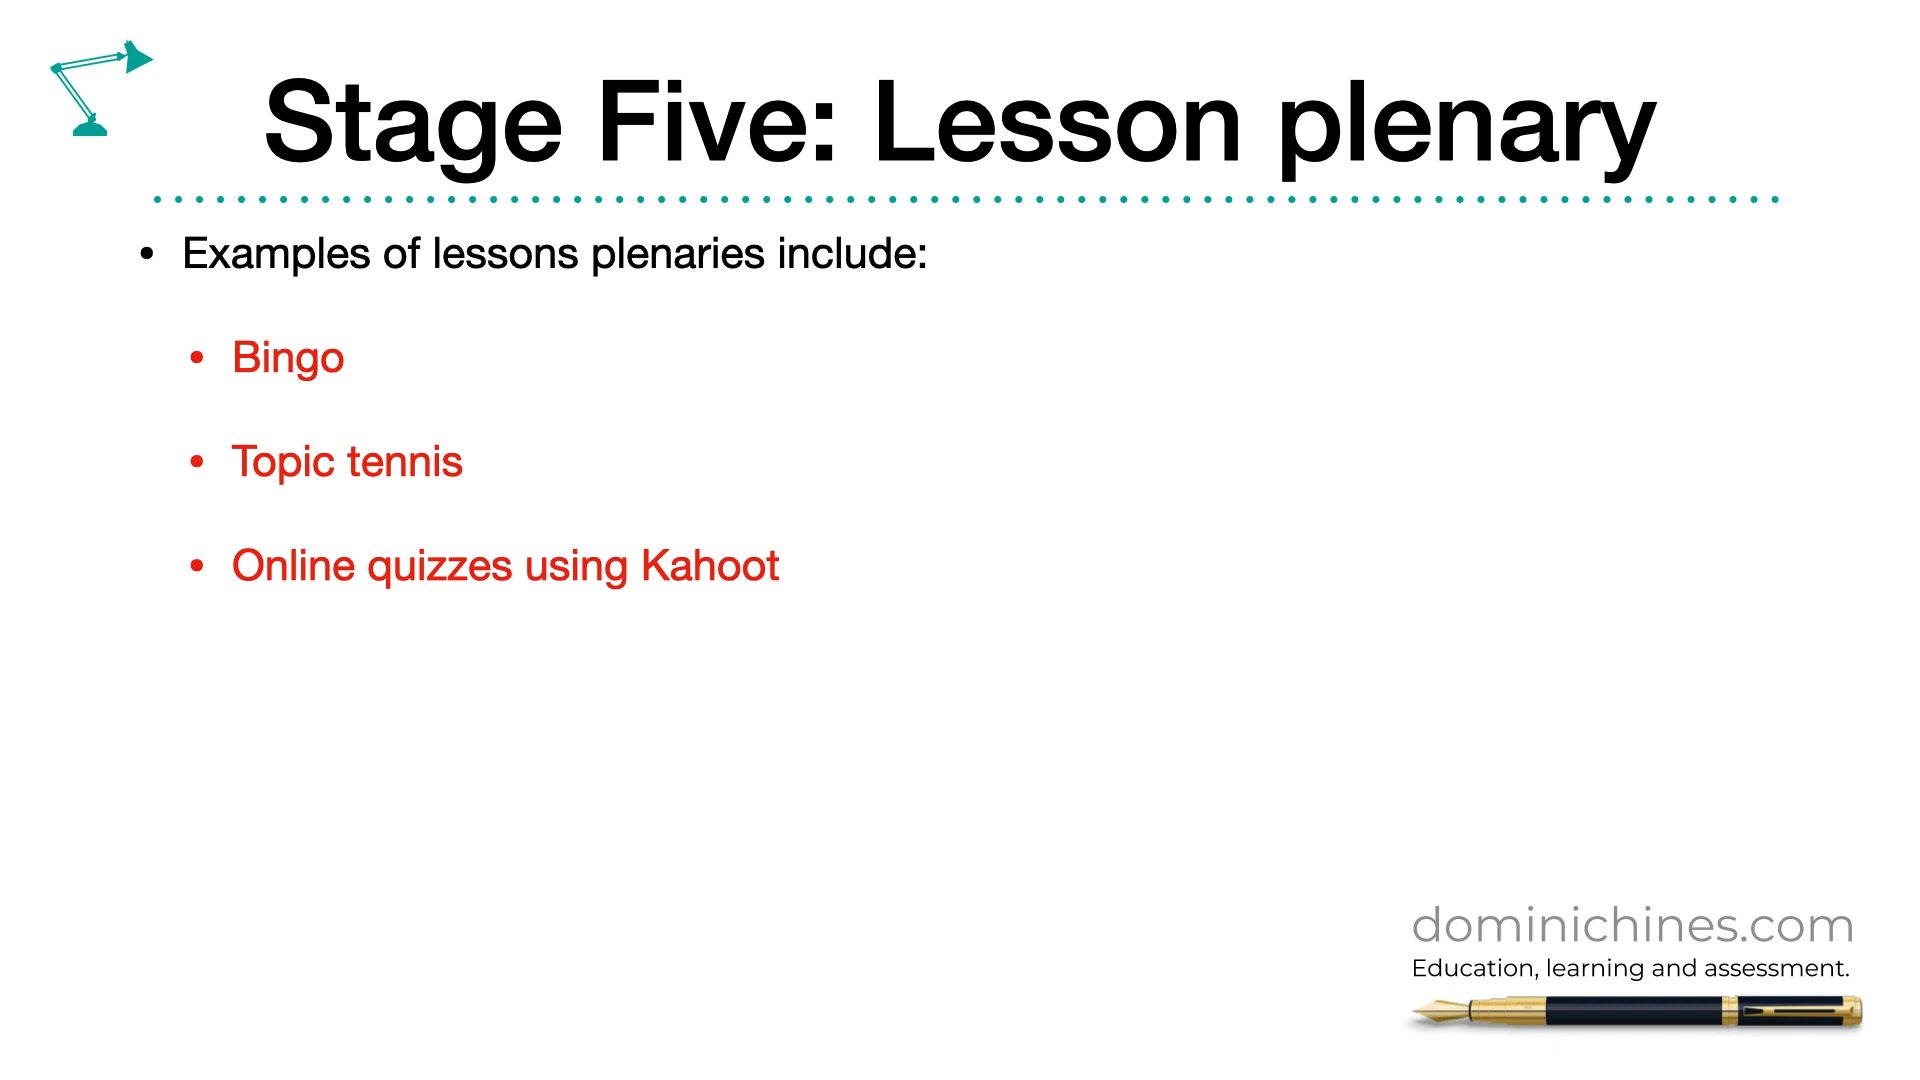 Stage Five: Lesson plenary
• Examples of lessons plenaries include:
• Bingo
• Topic tennis
• Online quizzes using Kahoot
dominichines.com
Education, learning and assessment.